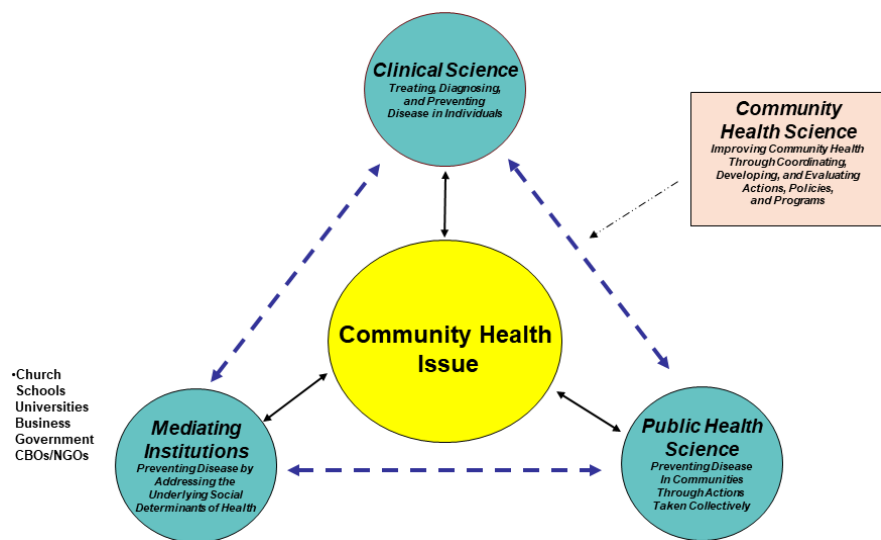 Clinical Science
Treating, Diagnosing,
and Preventing
Disease in Individuals
Community
Health Science
Improving Community Health
Through Coordinating,
Developing, and Evaluating
Actions, Policies,
and Programs
Community Health
Issue
•Church
Schools
Universities
Business
Government
CBOs/NGOs
Mediating
Institutions
Preventing Disease by
Addressing the
Underlying Social
Determinants of Health
Public Health
Science
Preventing Disease
In Communities
Through Actions
Taken Collectively